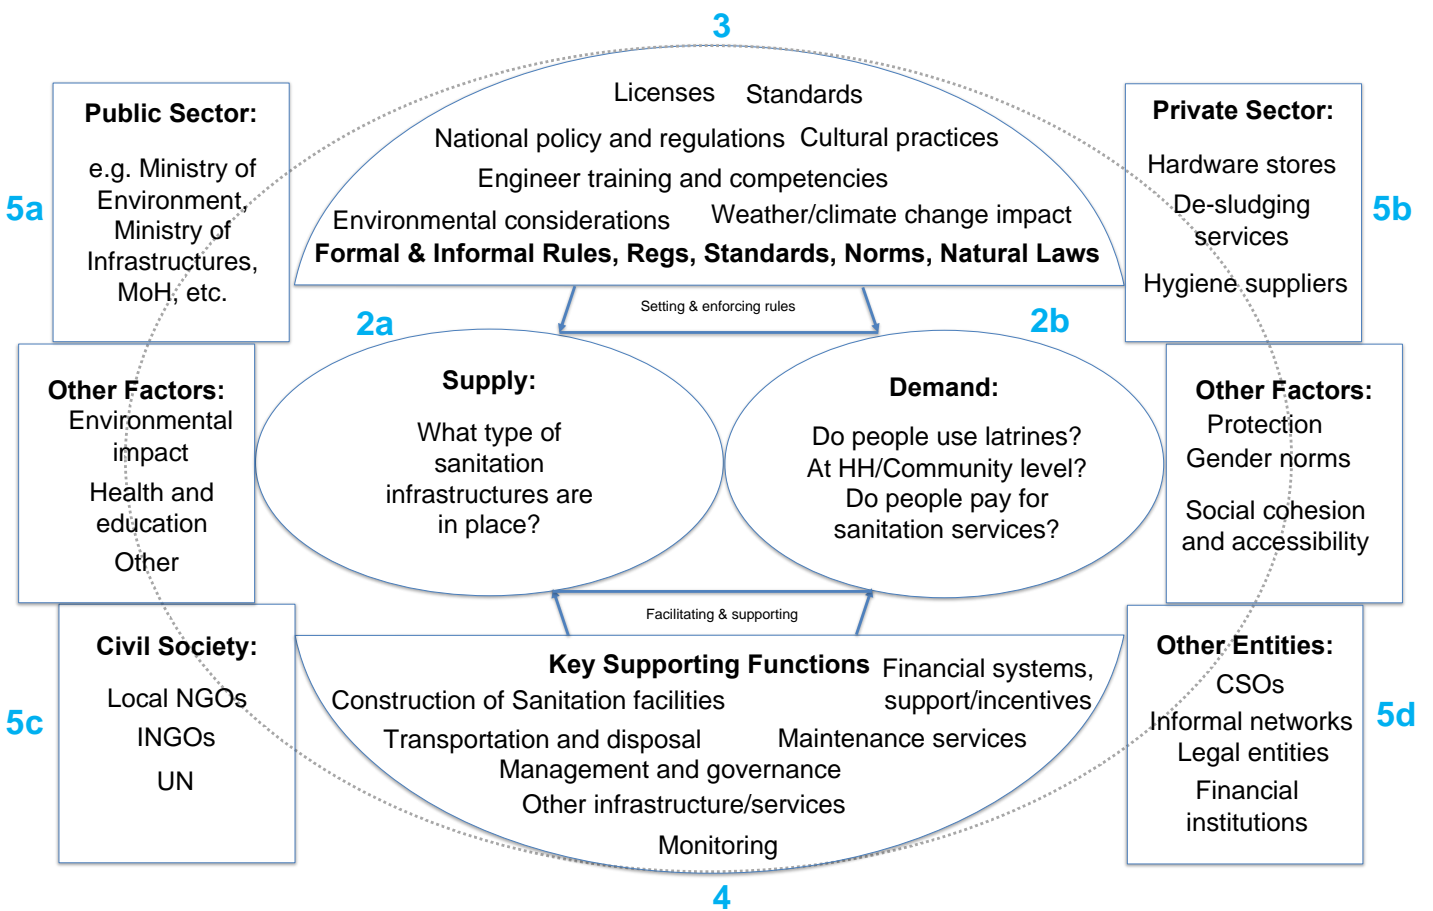 3
Licenses Standards
National policy and regulations Cultural practices
Engineer training and competencies
Environmental considerations Weather/climate change impact
Formal & Informal Rules, Regs, Standards, Norms, Natural Laws
Public Sector:
e.g. Ministry of
Environment,
Ministry of
Infrastructures,
MoH, etc.
5a
Private Sector:
Hardware stores
De-sludging
services
Hygiene suppliers
5b
Setting & enforcing rules
2a
2b
Other Factors:
Environmental
impact
Health and
education
Other
Supply:
What type of
sanitation
infrastructures are
in place?
Demand:
Do people use latrines?
At HH/Community level?
Do people pay for
sanitation services?
Other Factors:
Protection
Gender norms
Social cohesion
and accessibility
Facilitating & supporting
Civil Society:
Local NGOs
INGOs
UN
5c
Key Supporting Functions
Financial systems,
support/incentives
Construction of Sanitation facilities
Transportation and disposal
Maintenance services
Management and governance
Other infrastructure/services
Monitoring
Other Entities:
CSOs
Informal networks
Legal entities
Financial
institutions
5d
4